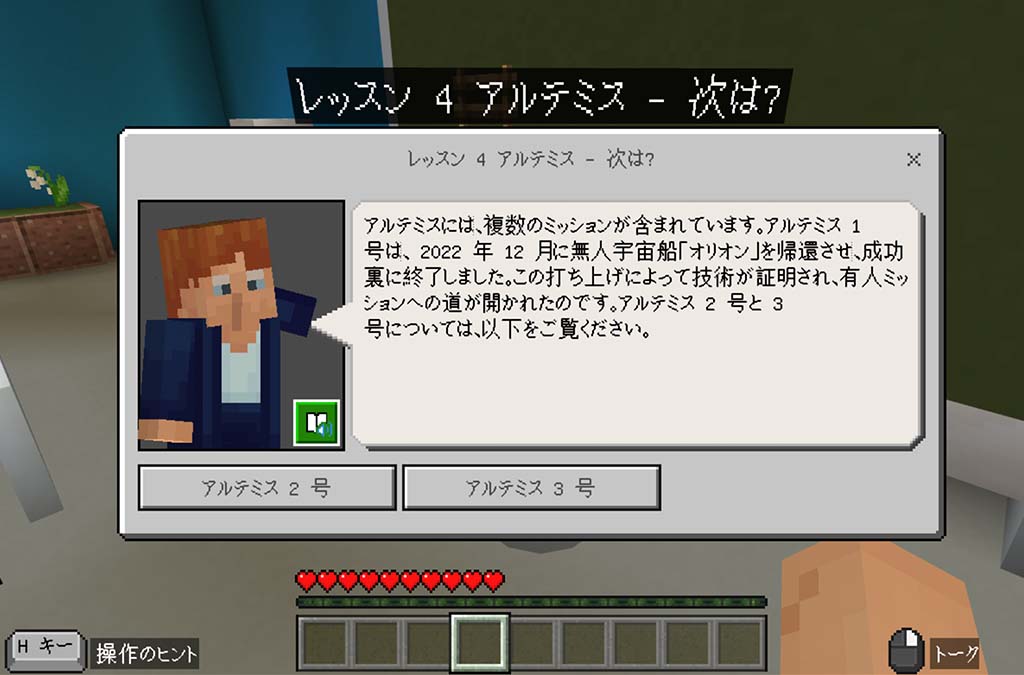 レッスン 4 アルテミス - 次は?
レッスン 4 アルテミス - 次は?
アルテミスには、複数のミッションが含まれています。アルテミス 1
号は、 2022 年 12 月に無人宇宙船「オリオン」を帰還させ、成功
裏に終了しました。この打ち上げによって技術が証明され、有人ミッ
ションへの道が開かれたのです。アルテミス 2 号と 3
号については、以下をご覧ください。
アルテミス 2 号
アルテミス 3 号
H キー
操作のヒント
トーク